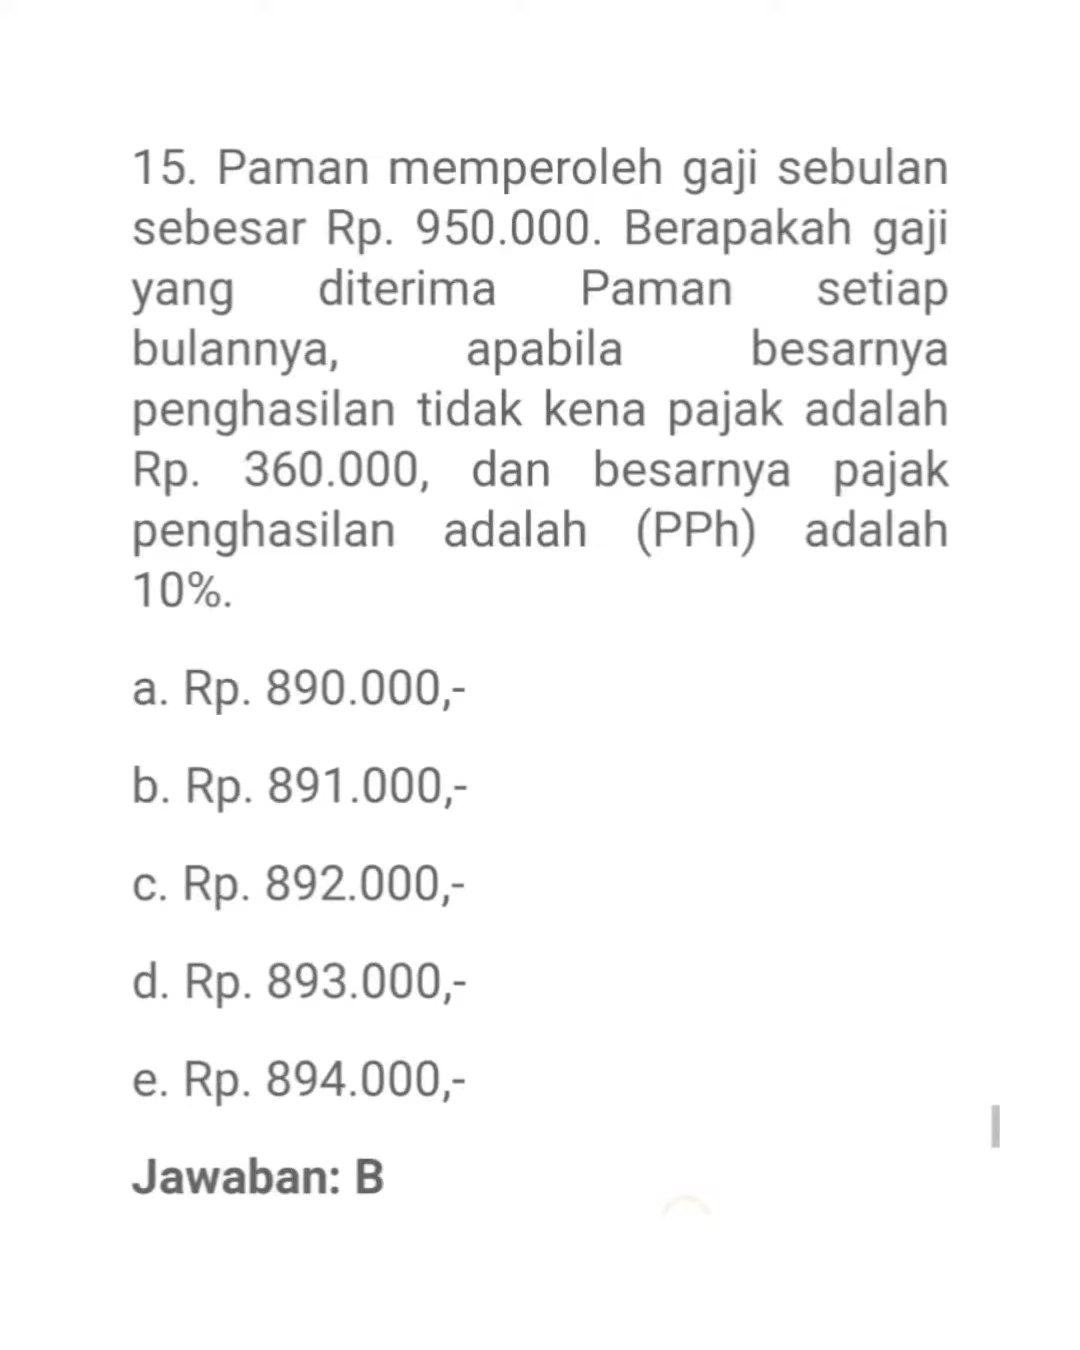 15. Paman memperoleh gaji sebulan
sebesar Rp. 950.000. Berapakah gaji
yang diterima Paman setiap
bulannya, apabila besarnya
penghasilan tidak kena pajak adalah
Rp. 360.000, dan besarnya pajak
penghasilan adalah (PPh) adalah
10%.
a. Rp. 890.000,-
b. Rp. 891.000,-
c. Rp. 892.000,-
d. Rp. 893.000,-
e. Rp. 894.000,-
Jawaban: B